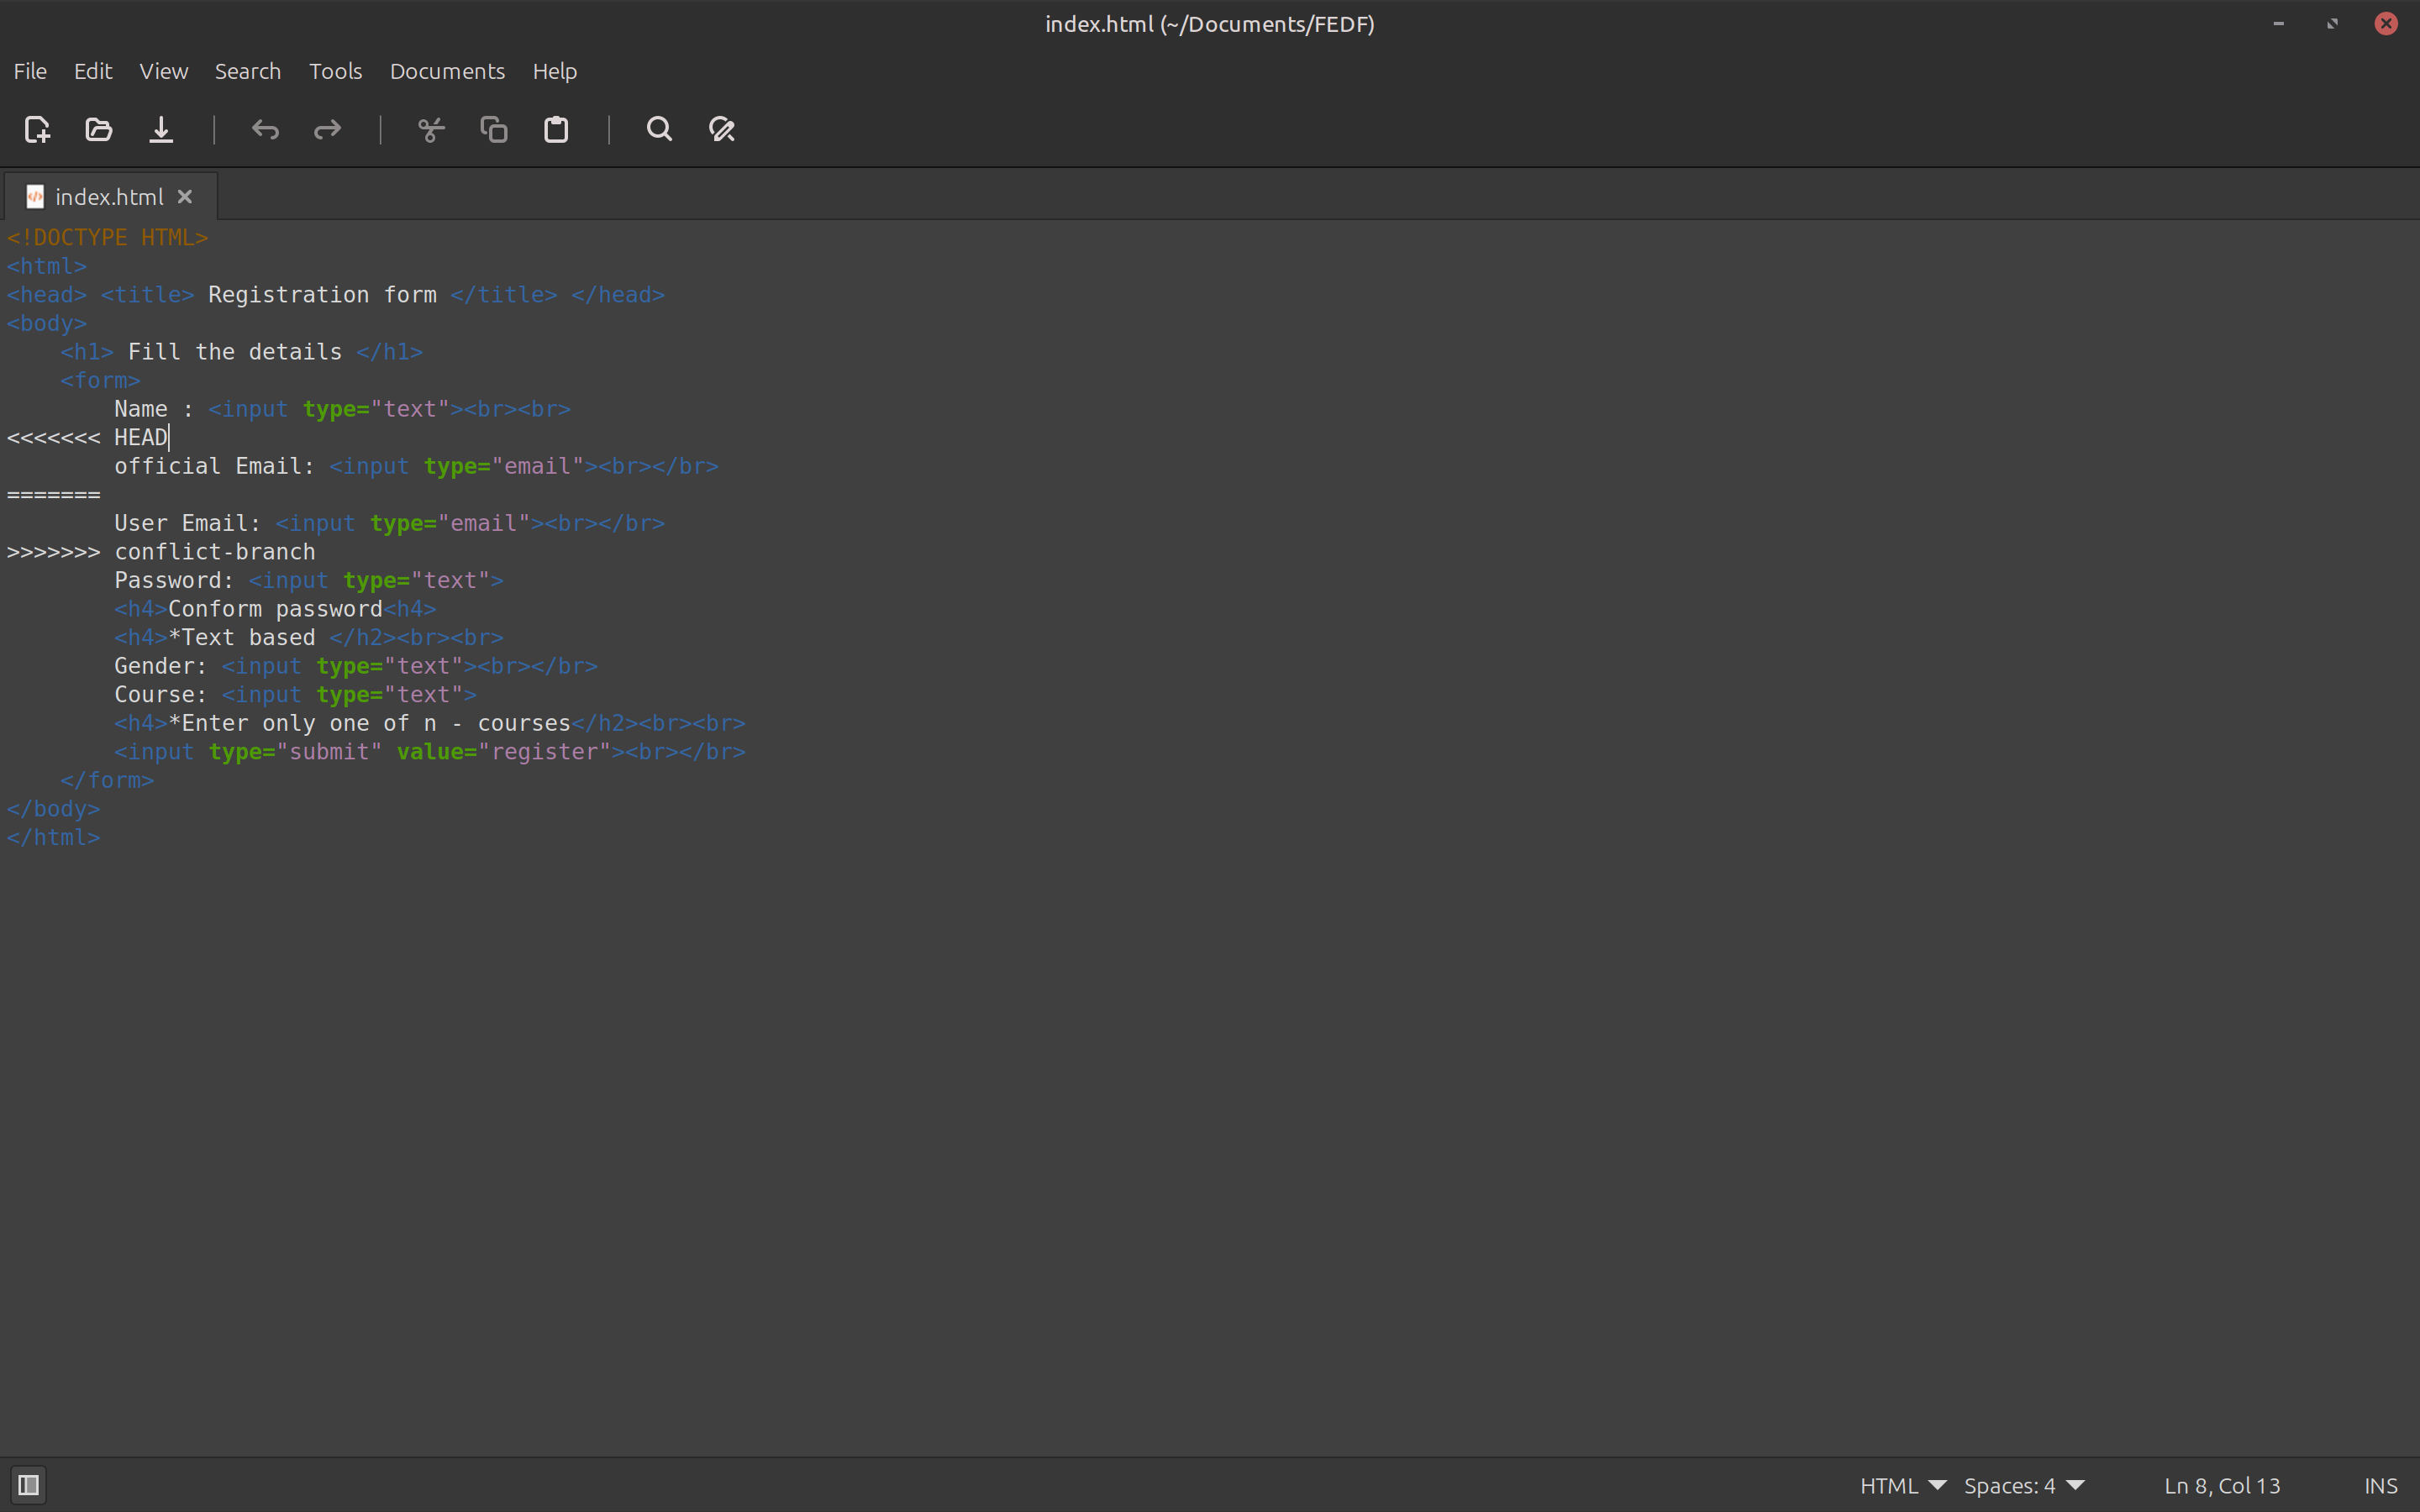 index.html (~/Documents/FEDF)
File Edit View Search Tools Documents Help
index.html
<!DOCTYPE HTML>
<html>
<head> <title> Registration form </title> </head>
<body>
    <h1> Fill the details </h1>
    <form>
        Name : <input type="text"><br><br>
<<<<<<< HEAD
        official Email: <input type="email"><br></br>
=======
        User Email: <input type="email"><br></br>
>>>>>>> conflict-branch
        Password: <input type="text">
        <h4>Conform password<h4>
        <h4>*Text based </h2><br><br>
        Gender: <input type="text"><br></br>
        Course: <input type="text">
        <h4>*Enter only one of n - courses</h2><br><br>
        <input type="submit" value="register"><br></br>
    </form>
</body>
</html>
HTML Spaces: 4 Ln 8, Col 13 INS